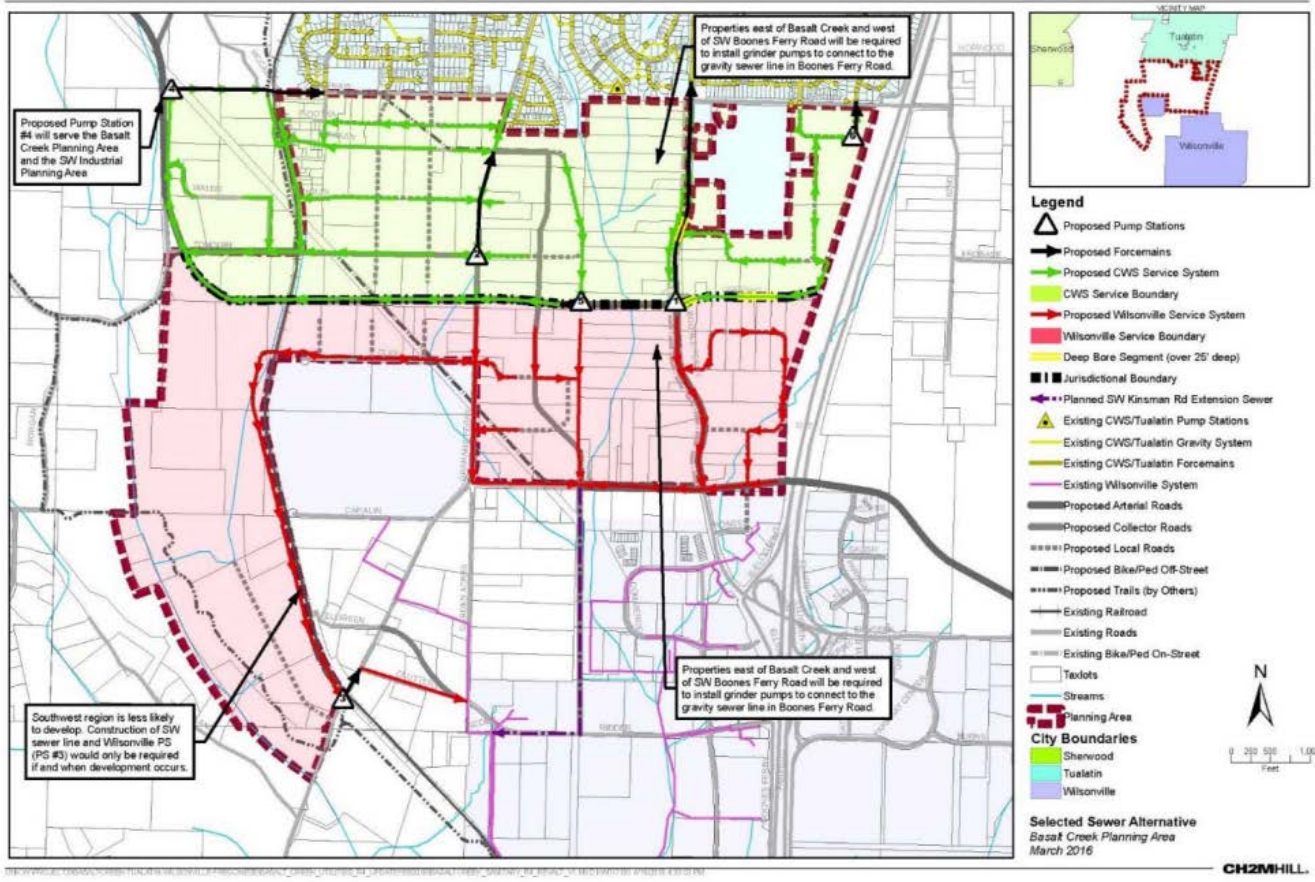 Properties east of Basalt Creek and west
of SW Boones Ferry Road will be required
to install grinder pumps to connect to the
gravity sewer line in Boones Ferry Road.
Proposed Pump Station
#4 will serve the Basalt
Creek Planning Area
and the SW Industrial
Planning Area
Southwest region is less likely
to develop. Construction of SW
sewer line and Wilsonville PS
(PS #3) would only be required
if and when development occurs.
Properties east of Basalt Creek and west
of SW Boones Ferry Road will be required
to install grinder pumps to connect to the
gravity sewer line in Boones Ferry Road.
CAHALIN
RIDDER
VICINITY MAP
Sherwood
Tualatin
Wilsonville
Legend
Proposed Pump Stations
Proposed Forcemains
Proposed CWS Service System
CWS Service Boundary
Proposed Wilsonville Service System
Wilsonville Service Boundary
Deep Bore Segment (over 25' deep)
Jurisdictional Boundary
Planned SW Kinsman Rd Extension Sewer
Existing CWS/Tualatin Pump Stations
Existing CWS/Tualatin Gravity System
Existing CWS/Tualatin Forcemains
Existing Wilsonville System
Proposed Arterial Roads
Proposed Collector Roads
Proposed Local Roads
Proposed Bike/Ped Off-Street
Proposed Trails (by Others)
Existing Railroad
Existing Roads
Existing Bike/Ped On-Street
Taxlots
Streams
Planning Area
City Boundaries
Sherwood
Tualatin
Wilsonville
N
0 250 500 1,00
Feet
Selected Sewer Alternative
Basalt Creek Planning Area
March 2016
CH2MHILL.